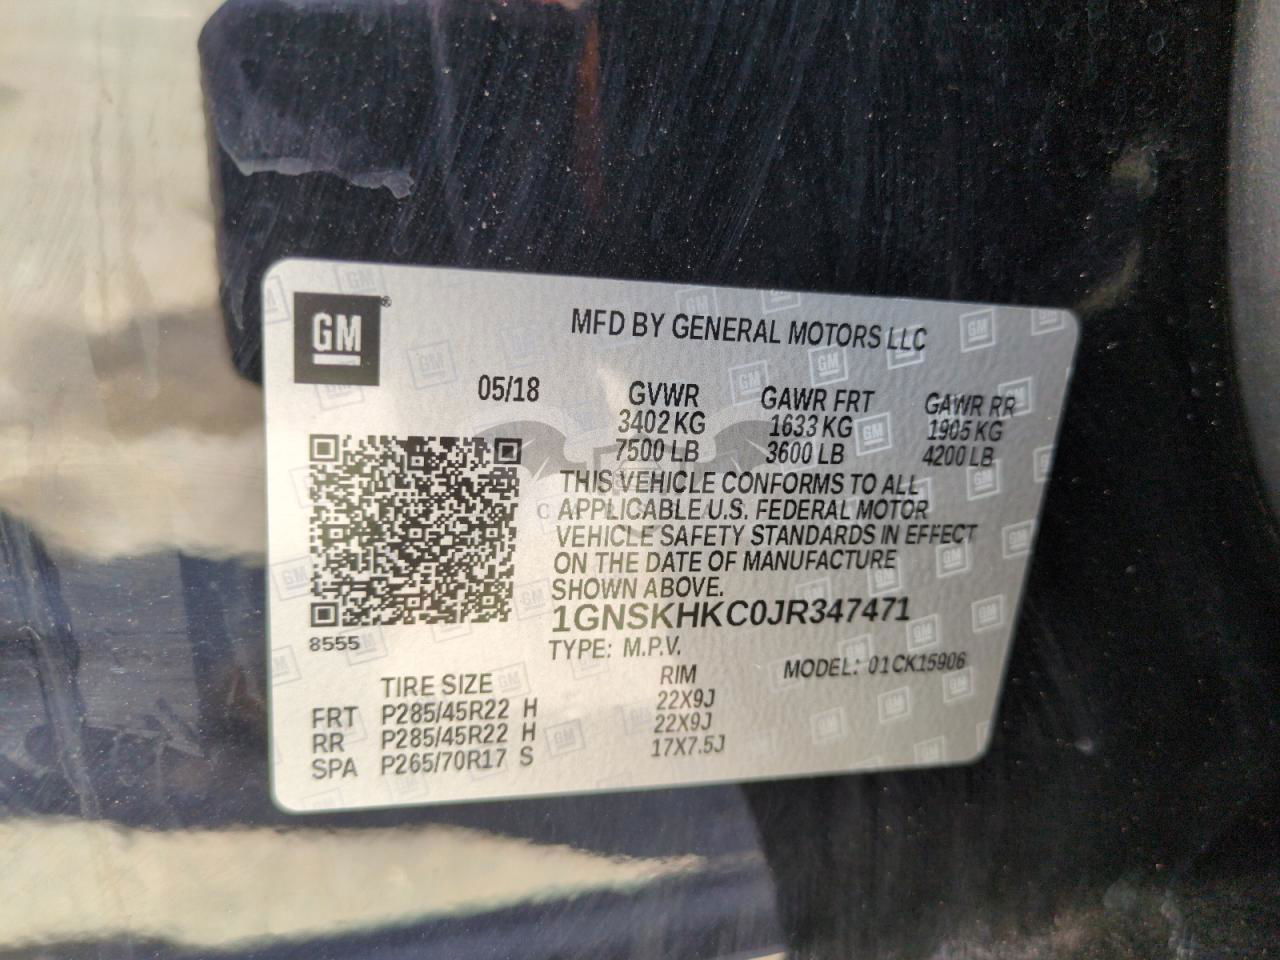 GM®
MFD BY GENERAL MOTORS LLC
05/18 GVWR GAWR FRT GAWR RR
3402 KG 1633 KG 1905 KG
7500 LB 3600 LB 4200 LB
THIS VEHICLE CONFORMS TO ALL
APPLICABLE U.S. FEDERAL MOTOR
VEHICLE SAFETY STANDARDS IN EFFECT
ON THE DATE OF MANUFACTURE
SHOWN ABOVE.
1GNSKHKC0JR347471
8555
TYPE: M.P.V. MODEL: 01CK15906
TIRE SIZE RIM
FRT P285/45R22 H 22X9J
RR P285/45R22 H 22X9J
SPA P265/70R17 S 17X7.5J